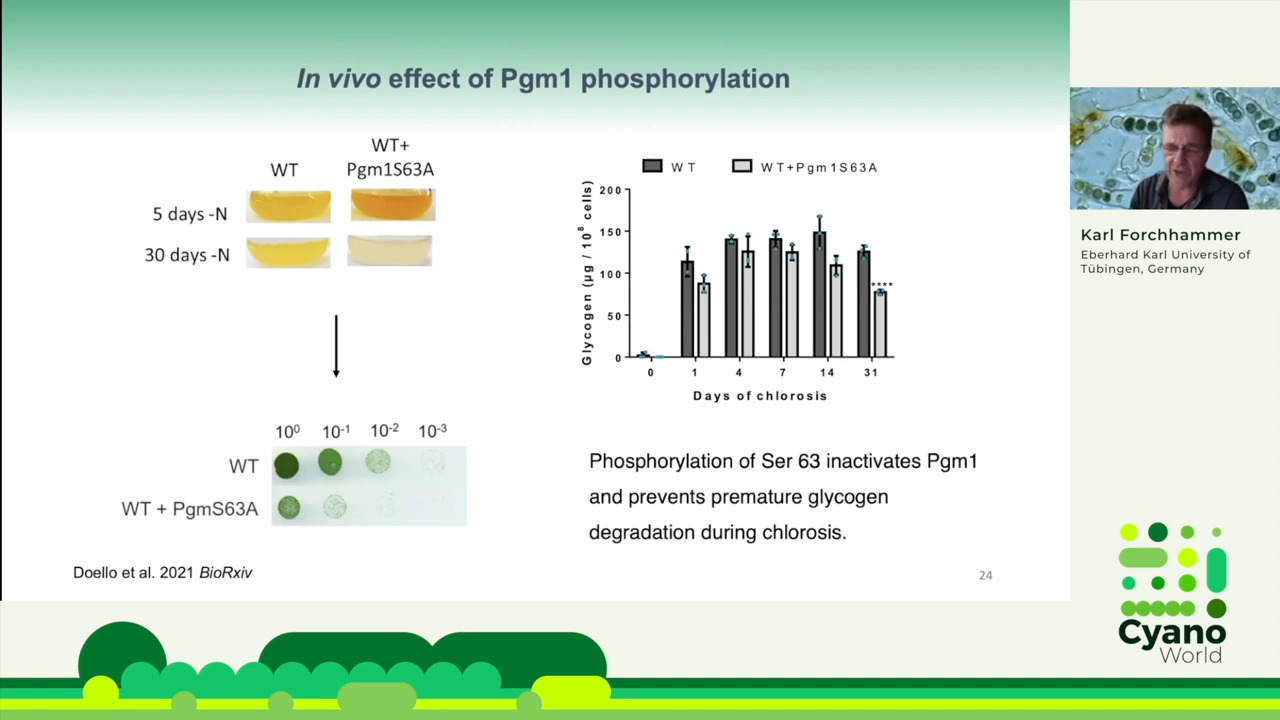 In vivo effect of Pgm1 phosphorylation
WT
WT+
Pgm1S63A
5 days -N
30 days -N
10⁰ 10⁻¹ 10⁻² 10⁻³
WT
WT + PgmS63A
Doello et al. 2021 BioRxiv
WT WT+Pgm1S63A
Glycogen (µg / 10⁸ cells)
200
150
100
50
0
****
0 1 4 7 14 31
Days of chlorosis
Phosphorylation of Ser 63 inactivates Pgm1
and prevents premature glycogen
degradation during chlorosis.
24
Karl Forchhammer
Eberhard Karl University of
Tübingen, Germany
Cyano
World